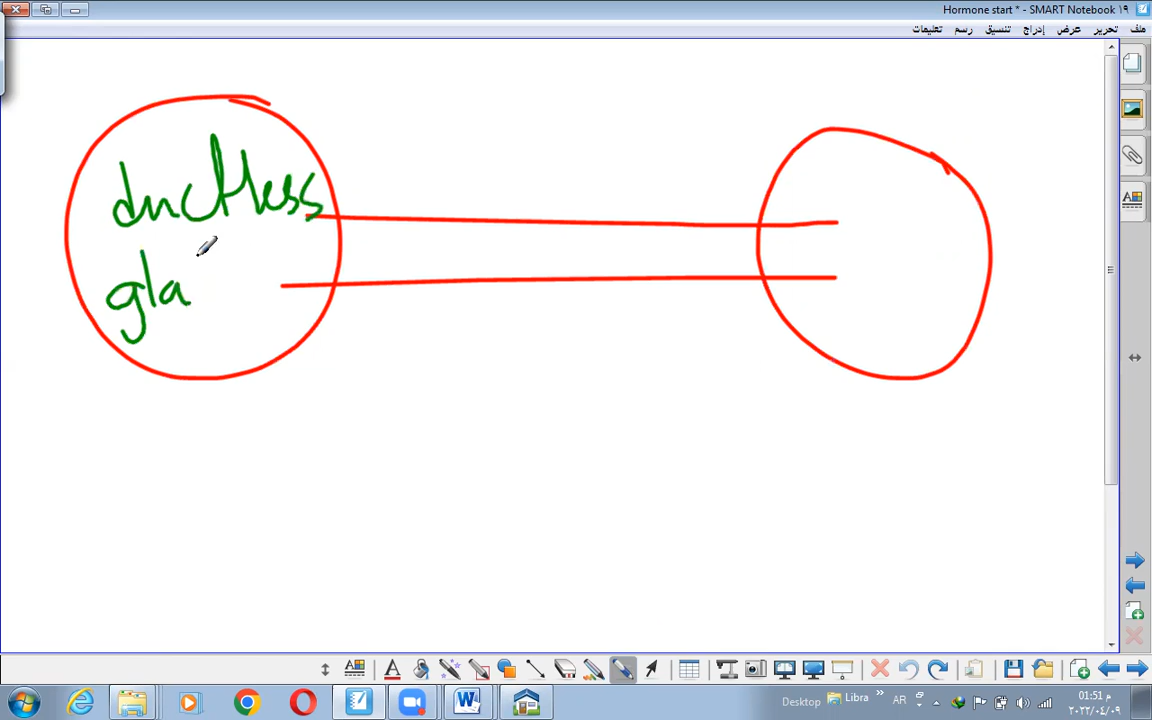 Hormone start * - SMART Notebook ١٩
ملف تحرير عرض إدراج تنسيق رسم تعليمات
ductless
gla
Desktop Libra » AR
01:51 م
٢٠٢٢/٠٤/٠٩